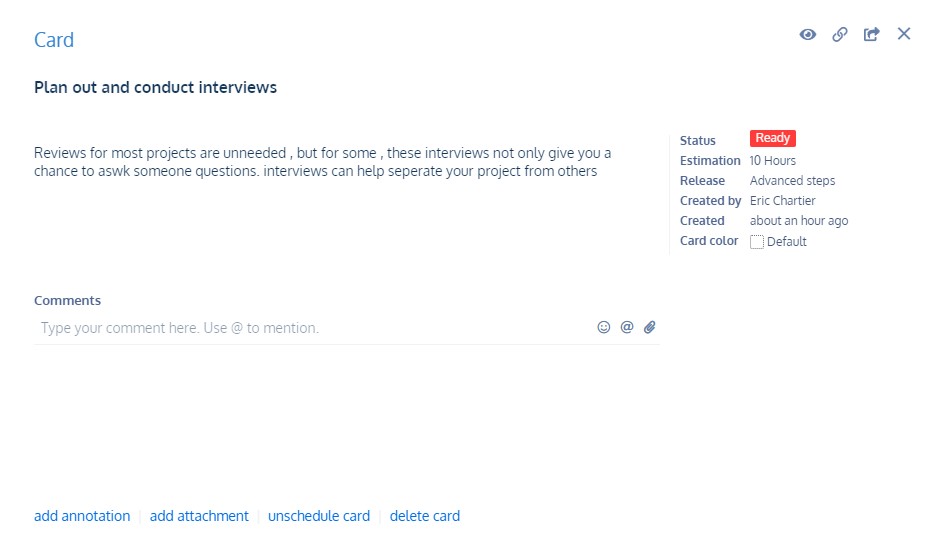 Card
Plan out and conduct interviews
Reviews for most projects are unneeded , but for some , these interviews not only give you a
chance to aswk someone questions. interviews can help seperate your project from others
Status Ready
Estimation 10 Hours
Release Advanced steps
Created by Eric Chartier
Created about an hour ago
Card color Default
Comments
Type your comment here. Use @ to mention.
add annotation add attachment unschedule card delete card